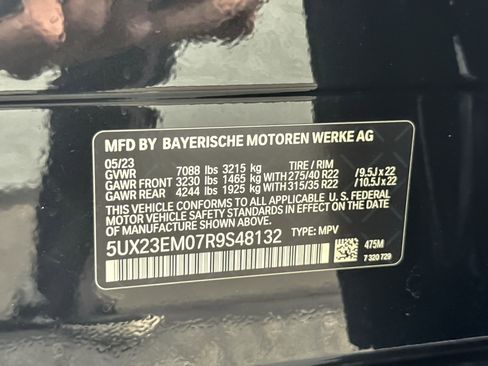 MFD BY BAYERISCHE MOTOREN WERKE AG
05/23
GVWR 7088 lbs 3215 kg TIRE / RIM
GAWR FRONT 3230 lbs 1465 kg WITH 275/40 R22 /9.5J x 22
GAWR REAR 4244 lbs 1925 kg WITH 315/35 R22 /10.5J x 22
THIS VEHICLE CONFORMS TO ALL APPLICABLE U.S. FEDERAL
MOTOR VEHICLE SAFETY STANDARDS IN EFFECT ON THE DATE
OF MANUFACTURE SHOWN ABOVE.
5UX23EM07R9S48132 TYPE: MPV
475M
7 320 729